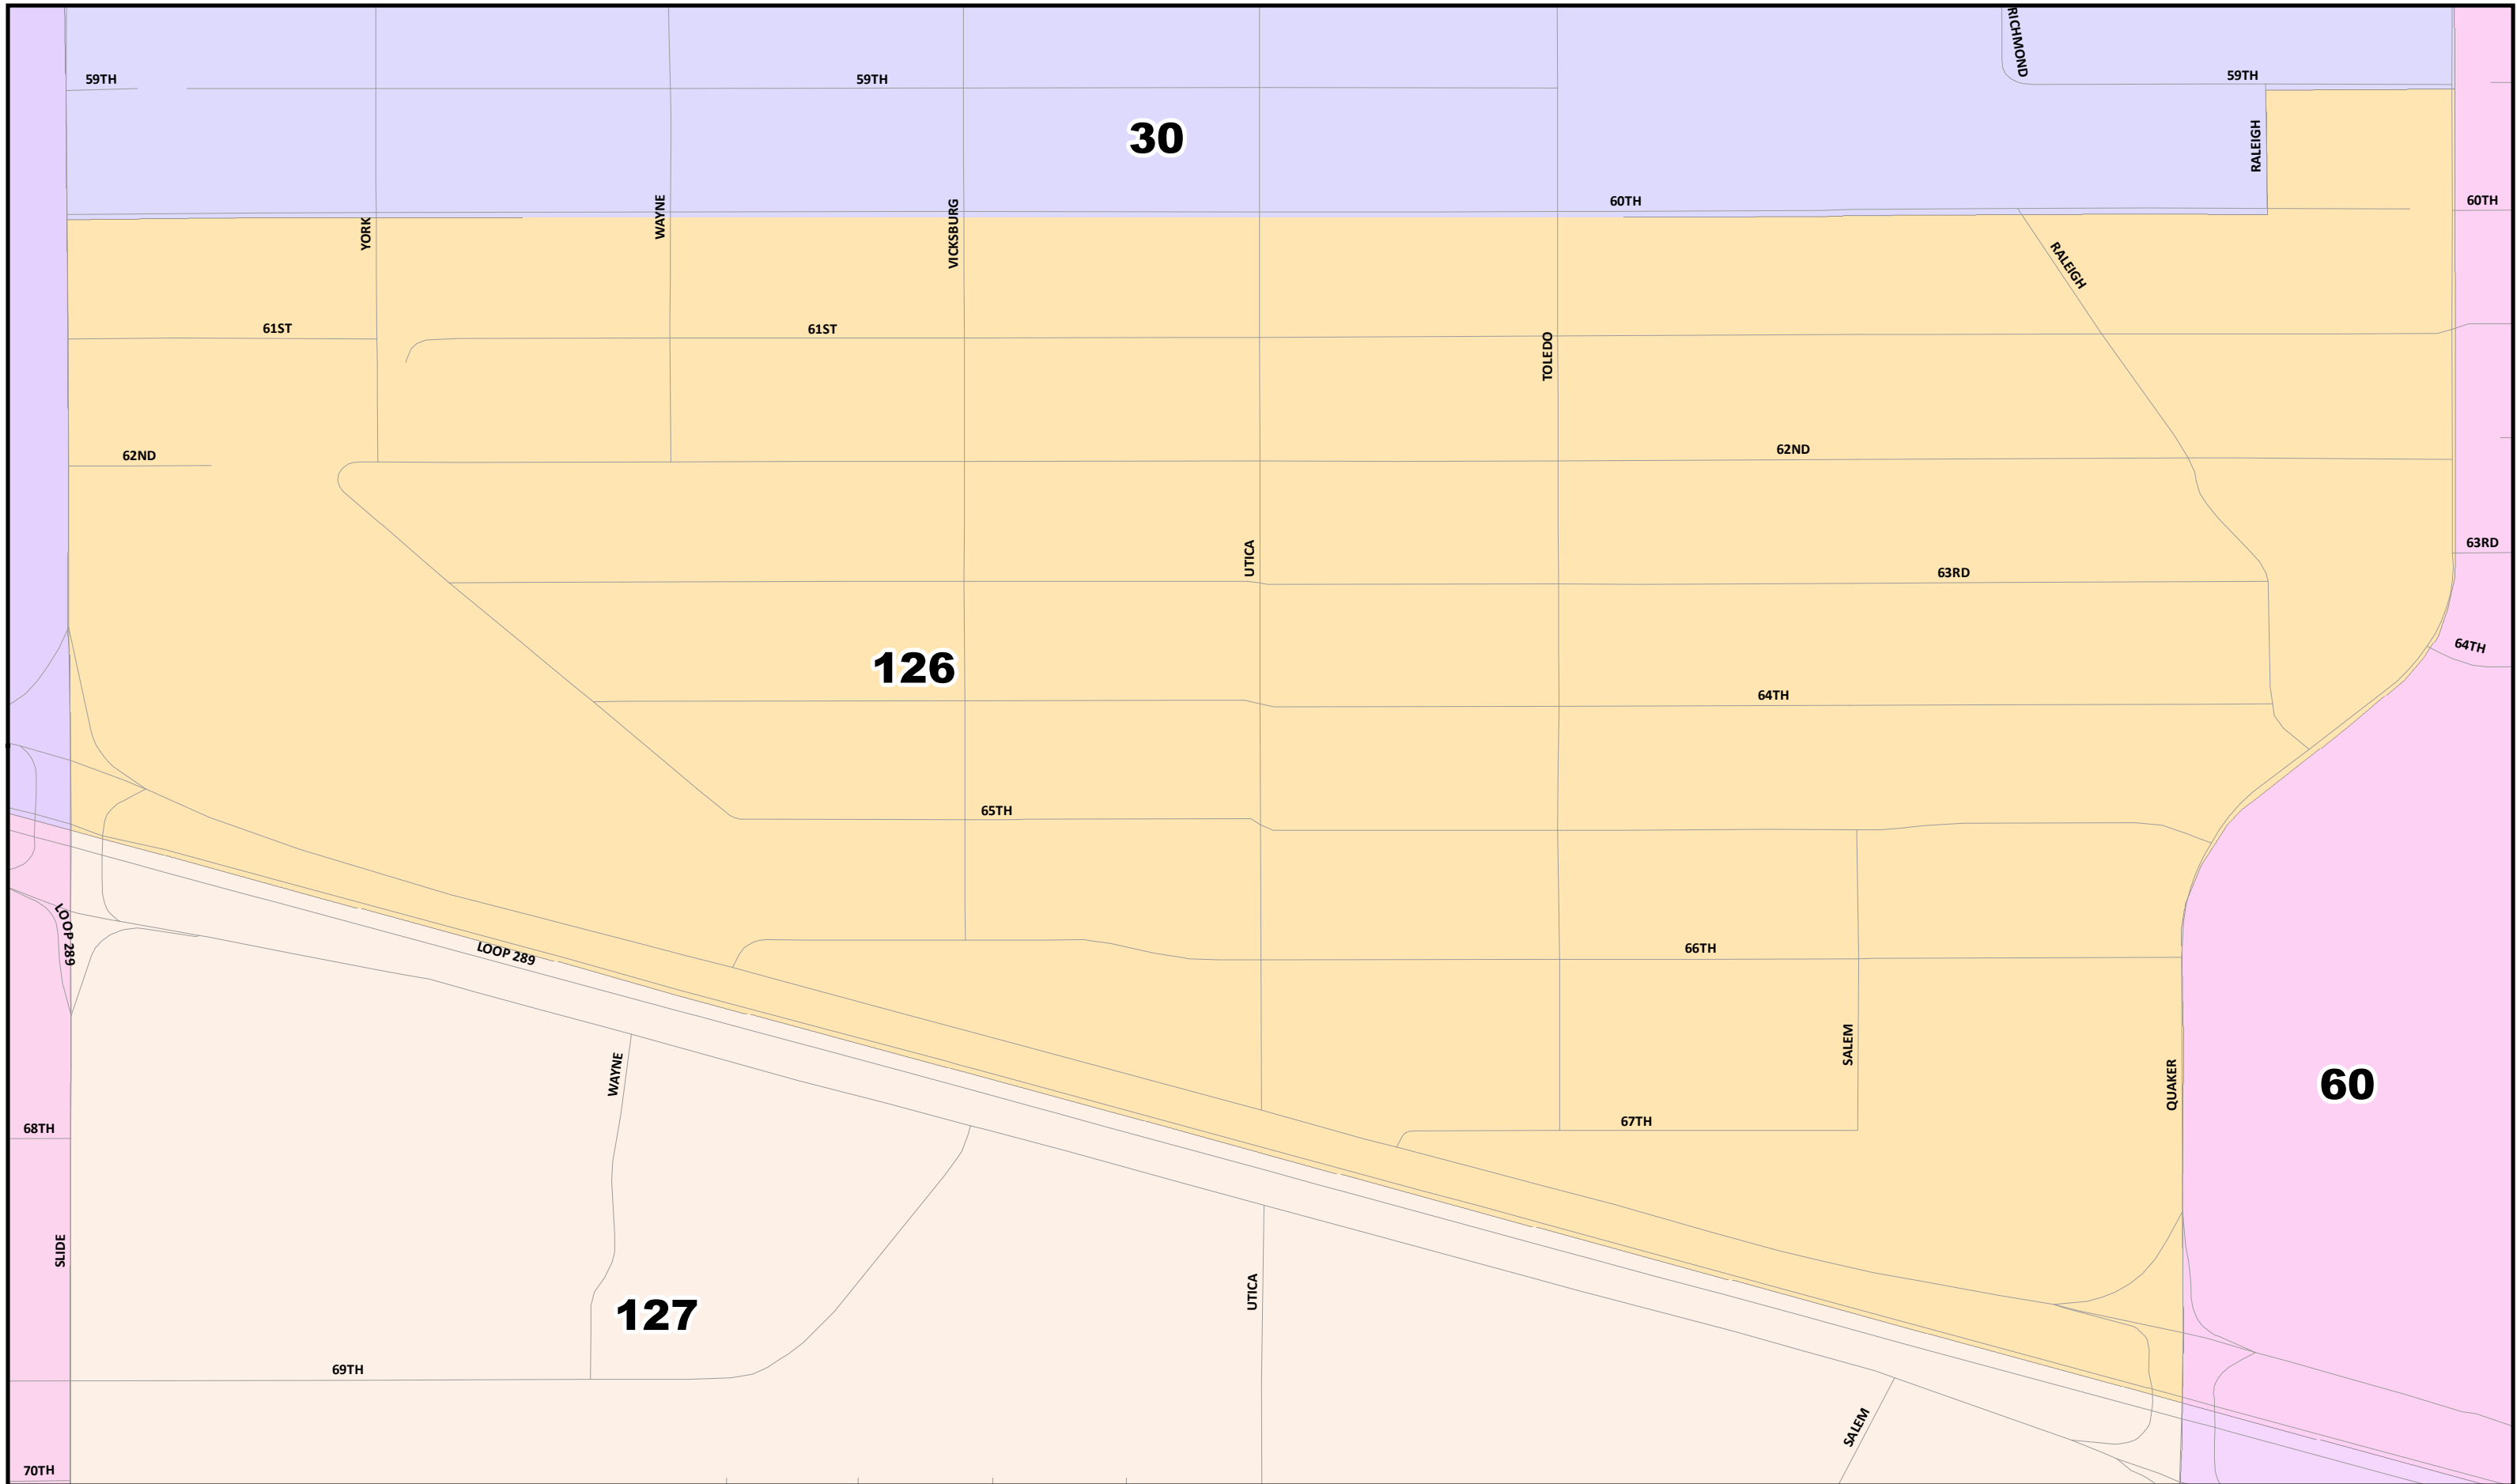 RICHMOND
59TH
59TH
59TH
30
RALEIGH
60TH
60TH
YORK
WAYNE
VICKSBURG
RALEIGH
61ST
61ST
TOLEDO
62ND
62ND
UTICA
63RD
63RD
126
64TH
64TH
65TH
LOOP 289
LOOP 289
66TH
WAYNE
SALEM
QUAKER
60
68TH
67TH
SLIDE
UTICA
127
69TH
SALEM
70TH